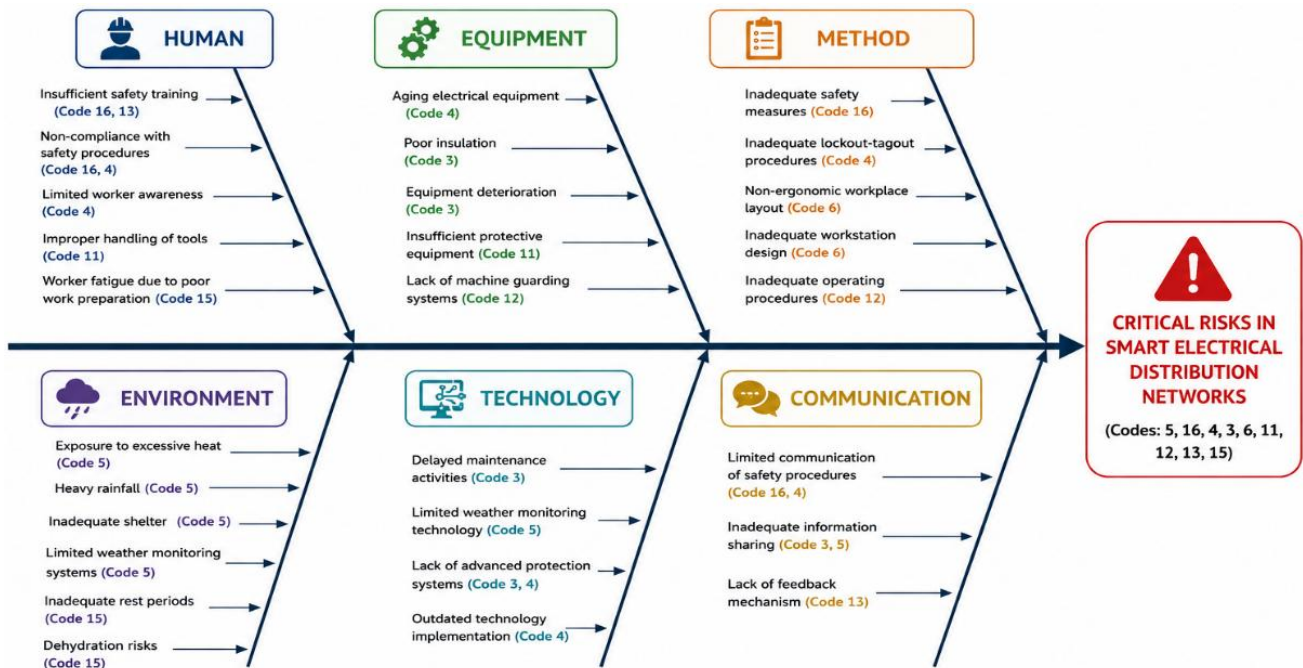 HUMAN
Insufficient safety training
(Code 16, 13)
Non-compliance with
safety procedures
(Code 16, 4)
Limited worker awareness
(Code 4)
Improper handling of tools
(Code 11)
Worker fatigue due to poor
work preparation (Code 15)
EQUIPMENT
Aging electrical equipment
(Code 4)
Poor insulation
(Code 3)
Equipment deterioration
(Code 3)
Insufficient protective
equipment (Code 11)
Lack of machine guarding
systems (Code 12)
METHOD
Inadequate safety
measures (Code 16)
Inadequate lockout-tagout
procedures (Code 4)
Non-ergonomic workplace
layout (Code 6)
Inadequate workstation
design (Code 6)
Inadequate operating
procedures (Code 12)
CRITICAL RISKS IN
SMART ELECTRICAL
DISTRIBUTION
NETWORKS
(Codes: 5, 16, 4, 3, 6, 11,
12, 13, 15)
ENVIRONMENT
Exposure to excessive heat
(Code 5)
Heavy rainfall (Code 5)
Inadequate shelter (Code 5)
Limited weather monitoring
systems (Code 5)
Inadequate rest periods
(Code 15)
Dehydration risks
(Code 15)
TECHNOLOGY
Delayed maintenance
activities (Code 3)
Limited weather monitoring
technology (Code 5)
Lack of advanced protection
systems (Code 3, 4)
Outdated technology
implementation (Code 4)
COMMUNICATION
Limited communication
of safety procedures
(Code 16, 4)
Inadequate information
sharing (Code 3, 5)
Lack of feedback
mechanism (Code 13)